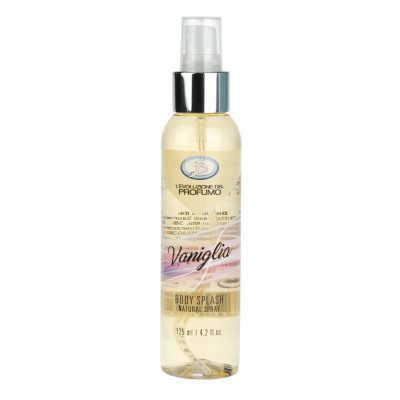 L'EVOLUZIONE DEL
PROFUMO
Vaniglia
BODY SPLASH
NATURAL SPRAY
125 ml | 4.2 fl.oz.